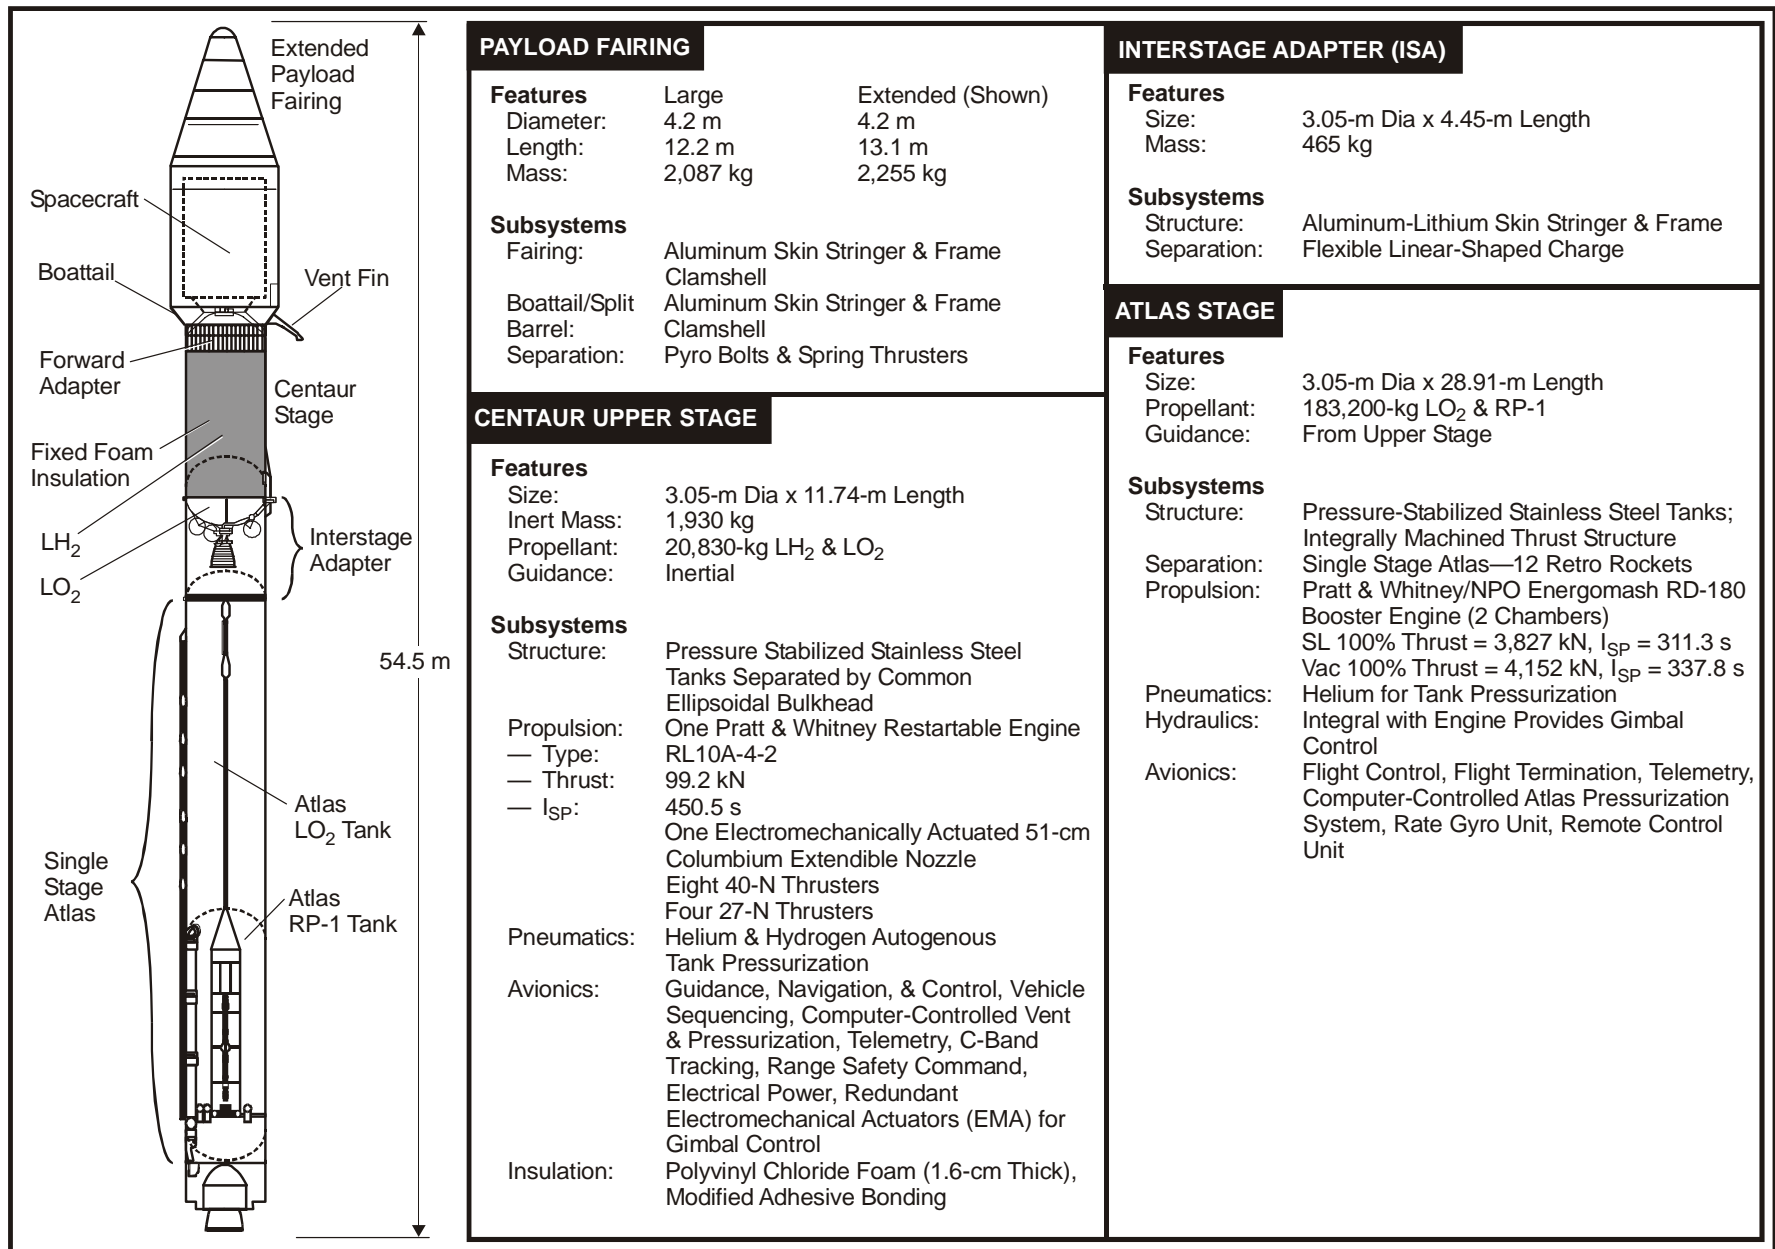 Extended
Payload
Fairing
Spacecraft
Boattail
Vent Fin
Forward
Adapter
Centaur
Stage
Fixed Foam
Insulation
LH2
LO2
Interstage
Adapter
54.5 m
Atlas
LO2 Tank
Single
Stage
Atlas
Atlas
RP-1 Tank
PAYLOAD FAIRING
Features Large Extended (Shown)
Diameter: 4.2 m 4.2 m
Length: 12.2 m 13.1 m
Mass: 2,087 kg 2,255 kg
Subsystems
Fairing: Aluminum Skin Stringer & Frame
Clamshell
Boattail/Split Aluminum Skin Stringer & Frame
Barrel: Clamshell
Separation: Pyro Bolts & Spring Thrusters
CENTAUR UPPER STAGE
Features
Size: 3.05-m Dia x 11.74-m Length
Inert Mass: 1,930 kg
Propellant: 20,830-kg LH2 & LO2
Guidance: Inertial
Subsystems
Structure: Pressure Stabilized Stainless Steel
Tanks Separated by Common
Ellipsoidal Bulkhead
Propulsion: One Pratt & Whitney Restartable Engine
— Type: RL10A-4-2
— Thrust: 99.2 kN
— ISP: 450.5 s
One Electromechanically Actuated 51-cm
Columbium Extendible Nozzle
Eight 40-N Thrusters
Four 27-N Thrusters
Pneumatics: Helium & Hydrogen Autogenous
Tank Pressurization
Avionics: Guidance, Navigation, & Control, Vehicle
Sequencing, Computer-Controlled Vent
& Pressurization, Telemetry, C-Band
Tracking, Range Safety Command,
Electrical Power, Redundant
Electromechanical Actuators (EMA) for
Gimbal Control
Insulation: Polyvinyl Chloride Foam (1.6-cm Thick),
Modified Adhesive Bonding
INTERSTAGE ADAPTER (ISA)
Features
Size: 3.05-m Dia x 4.45-m Length
Mass: 465 kg
Subsystems
Structure: Aluminum-Lithium Skin Stringer & Frame
Separation: Flexible Linear-Shaped Charge
ATLAS STAGE
Features
Size: 3.05-m Dia x 28.91-m Length
Propellant: 183,200-kg LO2 & RP-1
Guidance: From Upper Stage
Subsystems
Structure: Pressure-Stabilized Stainless Steel Tanks;
Integrally Machined Thrust Structure
Separation: Single Stage Atlas—12 Retro Rockets
Propulsion: Pratt & Whitney/NPO Energomash RD-180
Booster Engine (2 Chambers)
SL 100% Thrust = 3,827 kN, ISP = 311.3 s
Vac 100% Thrust = 4,152 kN, ISP = 337.8 s
Pneumatics: Helium for Tank Pressurization
Hydraulics: Integral with Engine Provides Gimbal
Control
Avionics: Flight Control, Flight Termination, Telemetry,
Computer-Controlled Atlas Pressurization
System, Rate Gyro Unit, Remote Control
Unit